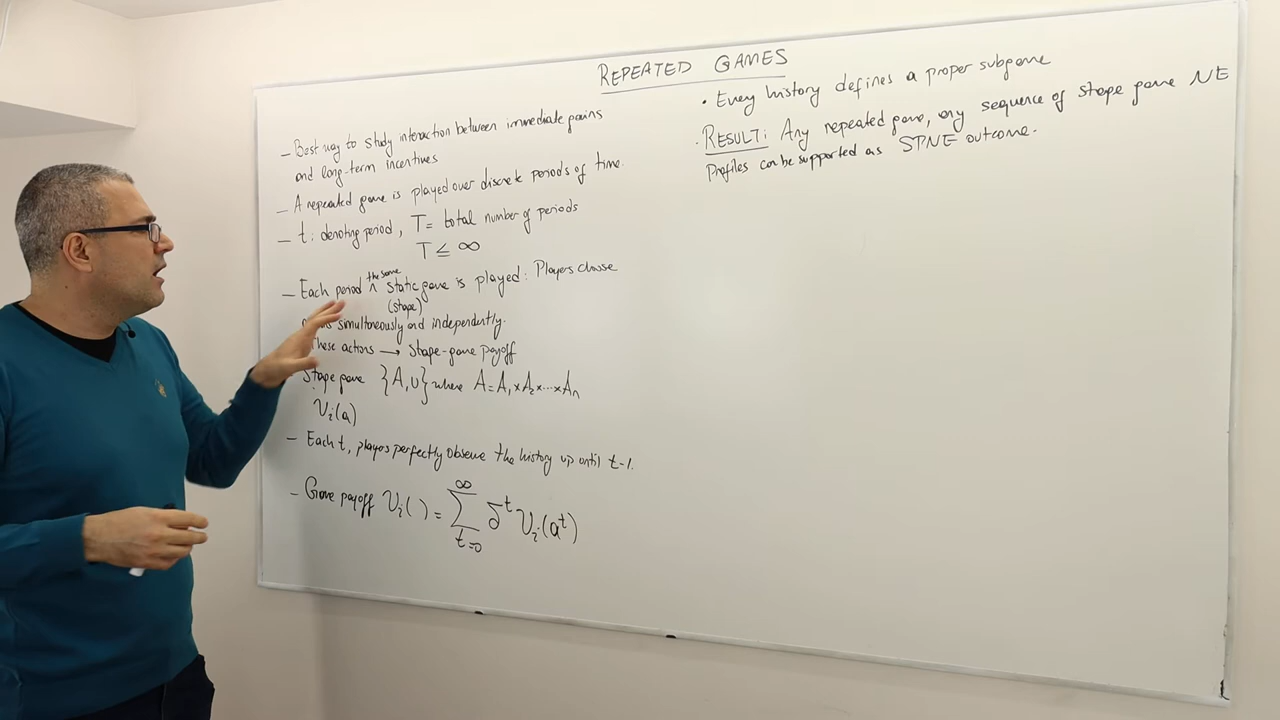 REPEATED GAMES
- Best way to study interaction between immediate gains
and long-term incentives
- A repeated game is played over discrete periods of time.
- t: denoting period, T = total number of periods
T ≤ ∞
- Each period ^ the same static game is played: Players choose
(stage)
simultaneously and independently.
These actions → Stage-game payoff
Stage game {A, u} where A = A₁ × A₂ × ... × Aₙ
uᵢ(a)
- Each t, players perfectly observe the history up until t-1.
- Game payoff Uᵢ( ) = ∑_{t=0}^{∞} δᵗ uᵢ(aᵗ)
• Every history defines a proper subgame
• RESULT: Any repeated game, any sequence of stage game NE
Profiles can be supported as SPNE outcome.